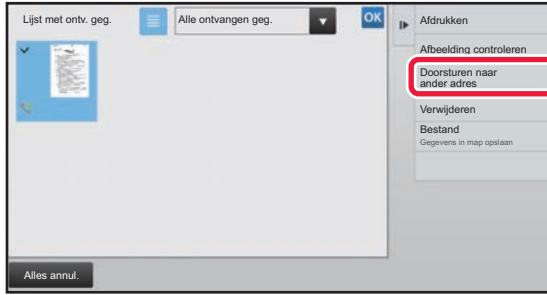 Lijst met ontv. geg.
Alle ontvangen geg.
OK
Afdrukken
Afbeelding controleren
Doorsturen naar
ander adres
Verwijderen
Bestand
Gegevens in map opslaan
Alles annul.